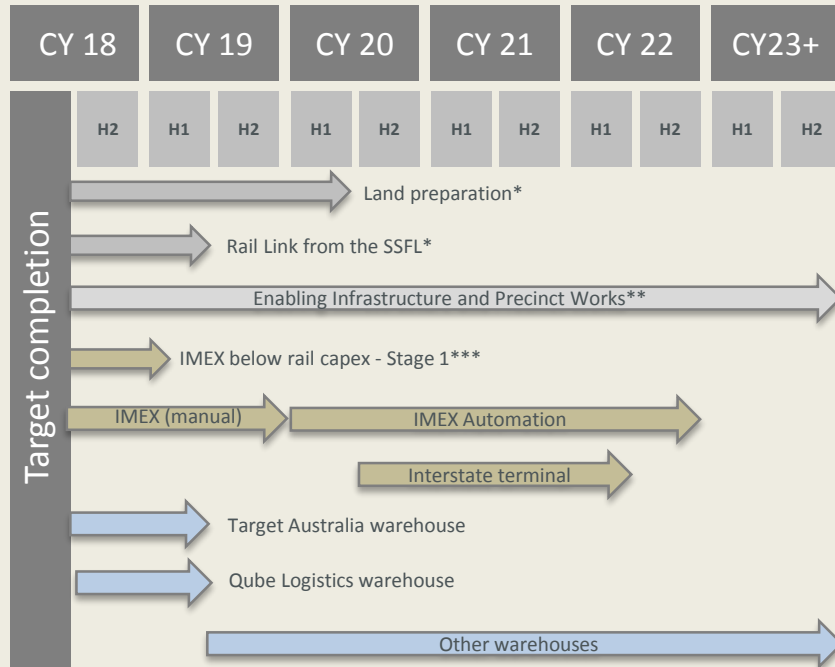 CY 18 CY 19 CY 20 CY 21 CY 22 CY23+
H2 H1 H2 H1 H2 H1 H2 H1 H2 H1 H2
Target completion
Land preparation*
Rail Link from the SSFL*
Enabling Infrastructure and Precinct Works**
IMEX below rail capex - Stage 1***
IMEX (manual) IMEX Automation
Interstate terminal
Target Australia warehouse
Qube Logistics warehouse
Other warehouses